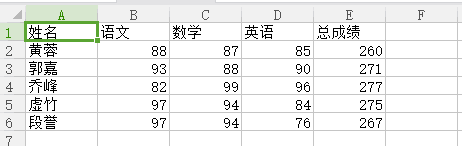 A B C D E F
1 姓名 语文 数学 英语 总成绩
2 黄蓉 88 87 85 260
3 郭嘉 93 88 90 271
4 乔峰 82 99 96 277
5 虚竹 97 94 84 275
6 段誉 97 94 76 267
7